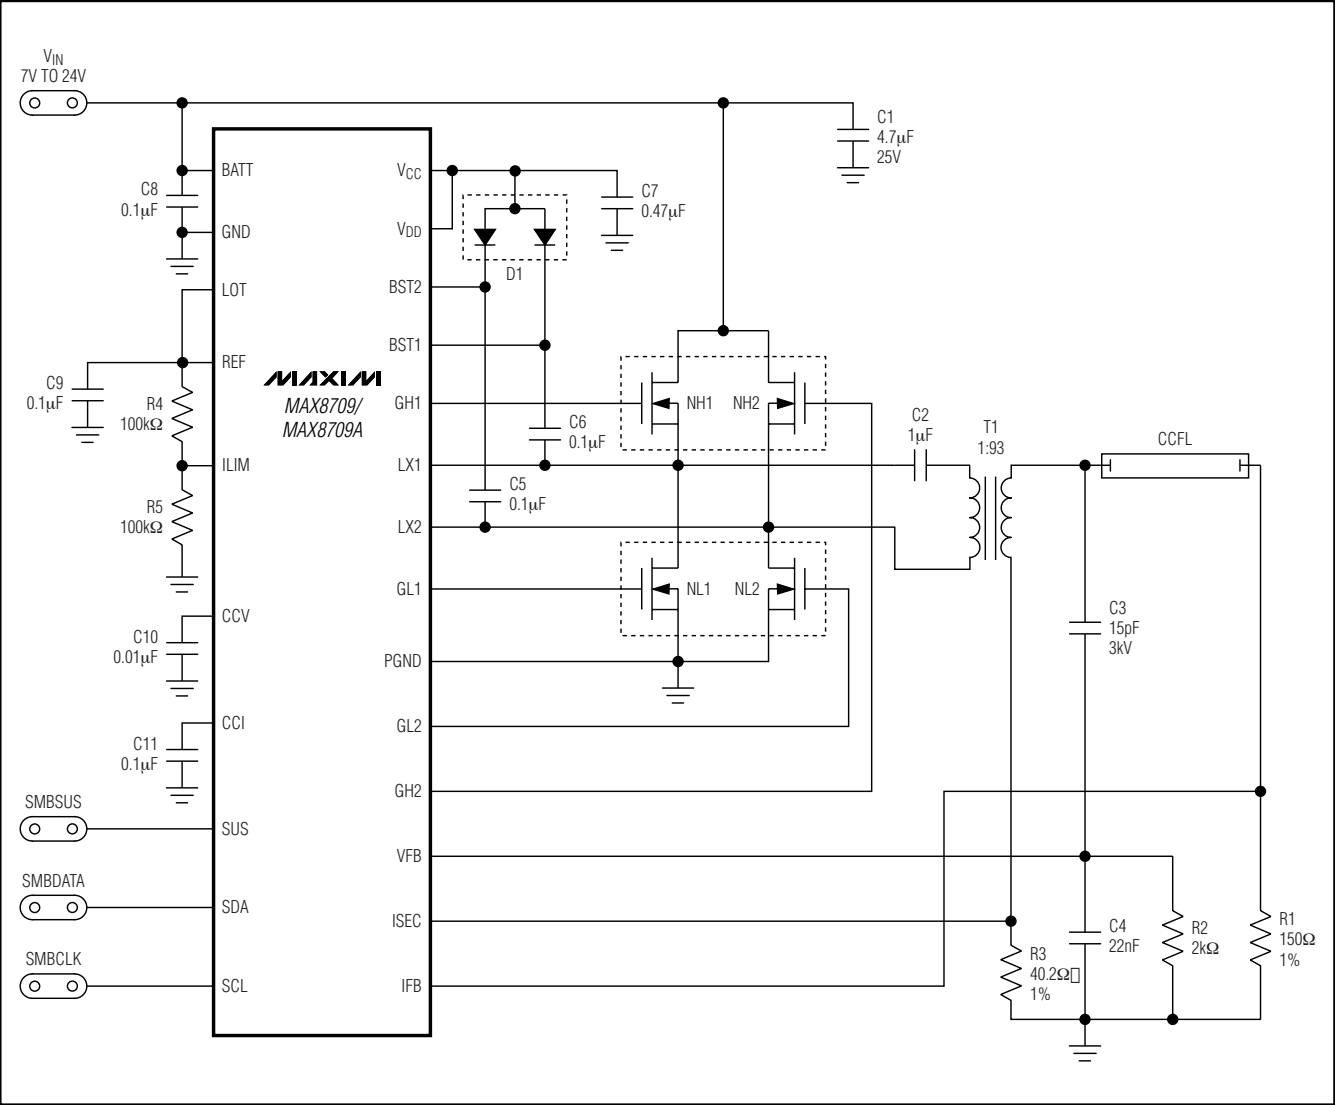 VIN
7V TO 24V
C1
4.7μF
25V
BATT
VCC
C8
0.1μF
C7
0.47μF
GND
VDD
D1
LOT
BST2
REF
BST1
C9
0.1μF
R4
100kΩ
MAXIM
MAX8709/
MAX8709A
GH1
NH1
NH2
C6
0.1μF
C2
1μF
T1
1:93
CCFL
ILIM
LX1
C5
0.1μF
R5
100kΩ
LX2
GL1
NL1
NL2
C3
15pF
3kV
CCV
C10
0.01μF
PGND
CCI
GL2
C11
0.1μF
GH2
SMBSUS
SUS
VFB
SMBDATA
SDA
ISEC
C4
22nF
R2
2kΩ
R1
150Ω
1%
R3
40.2Ω▯
1%
SMBCLK
SCL
IFB